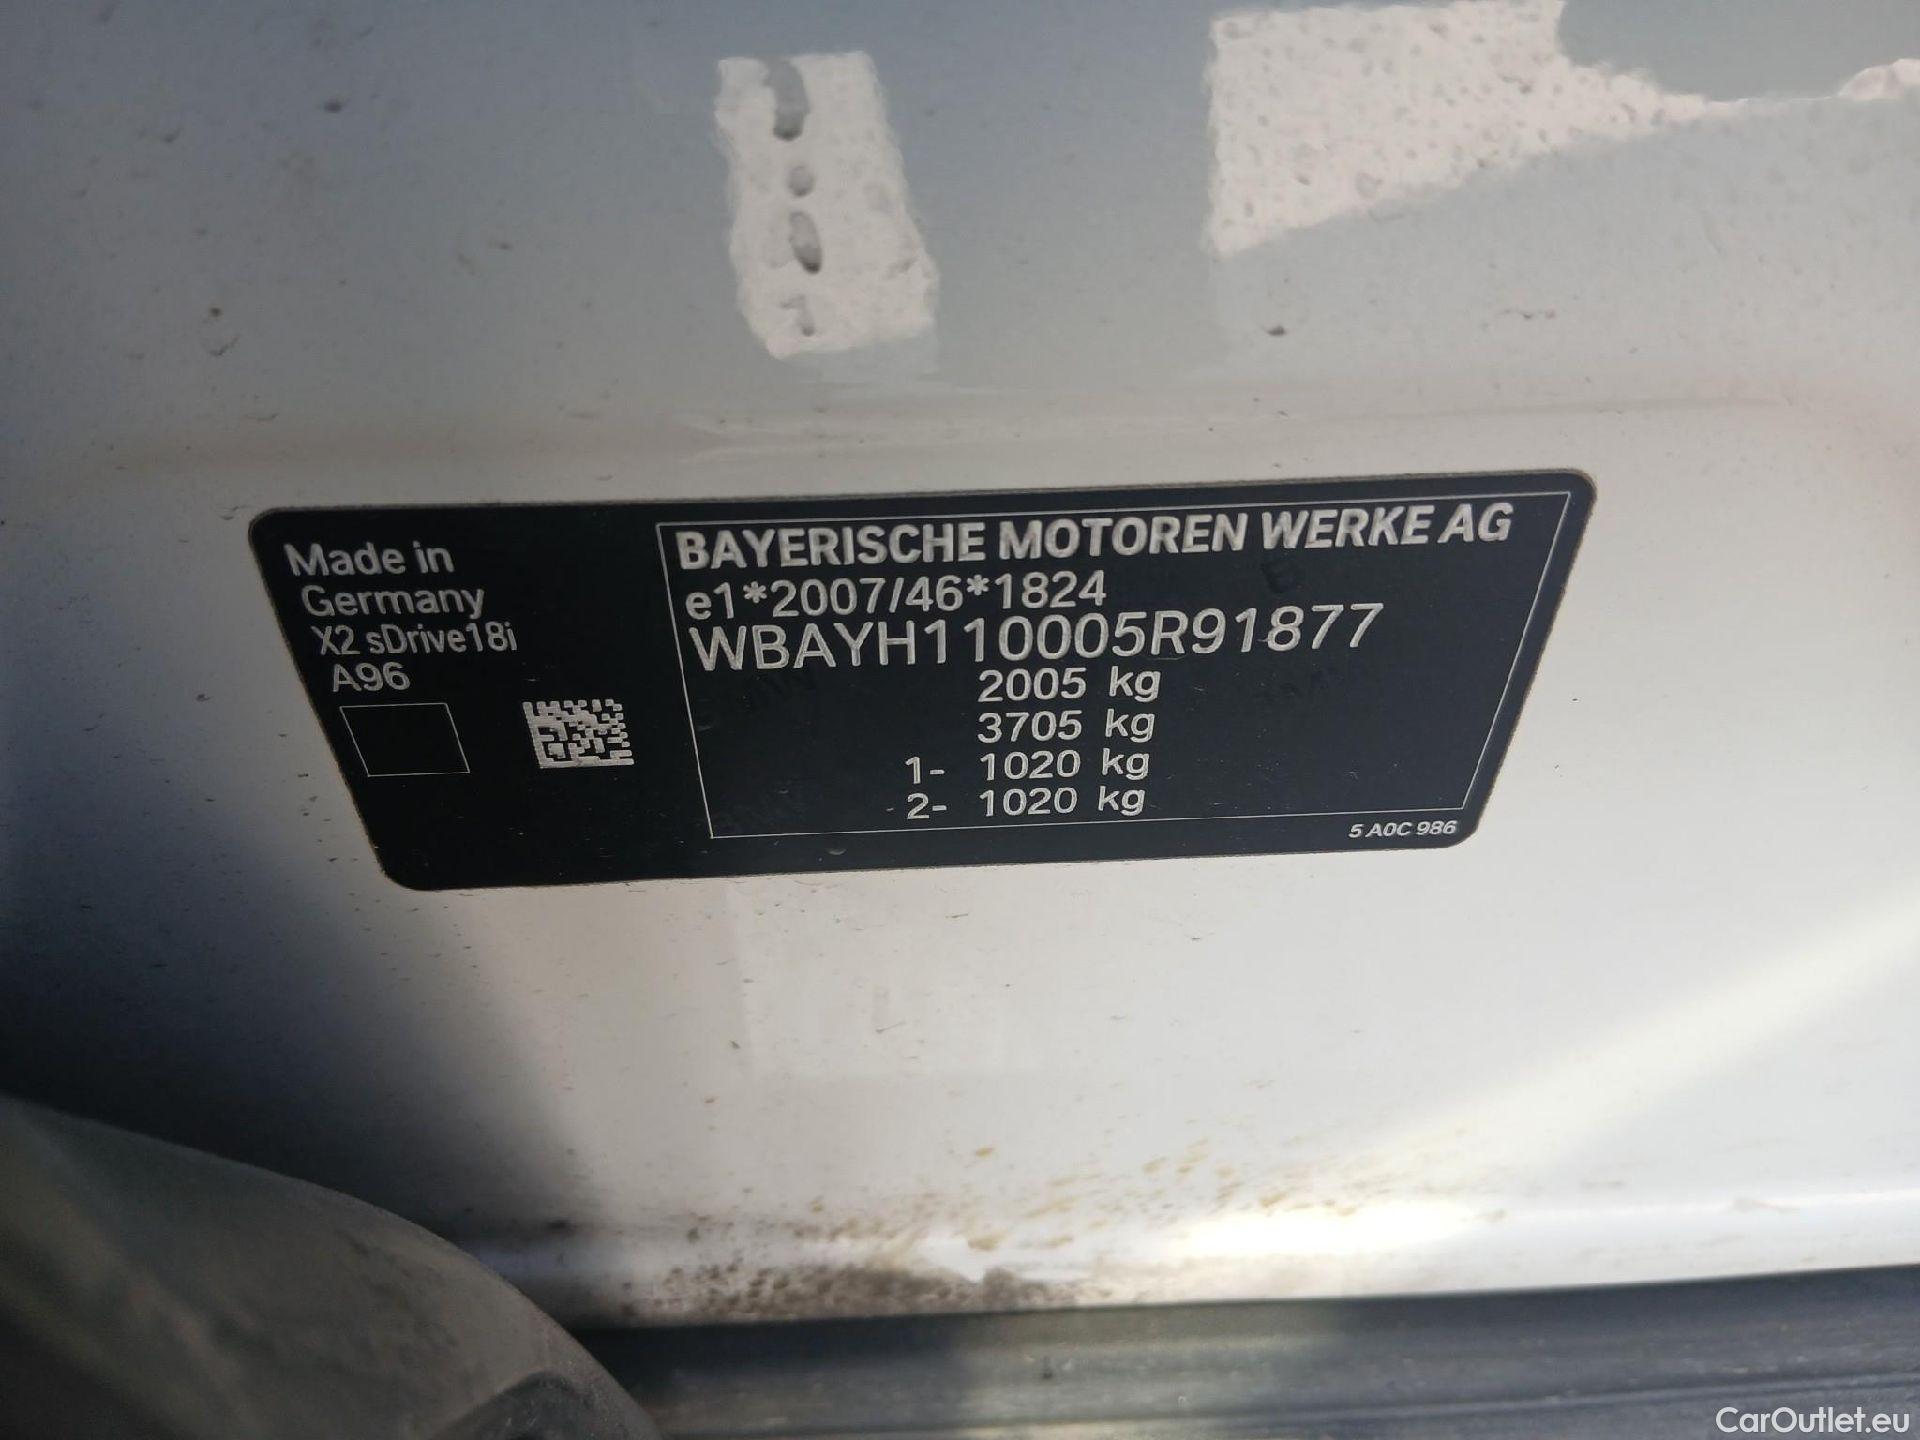 Made in
Germany
X2 sDrive18i
A96
BAYERISCHE MOTOREN WERKE AG
e1*2007/46*1824
WBAYH110005R91877
2005 kg
3705 kg
1- 1020 kg
2- 1020 kg
5 A0C 986
CarOutlet.eu